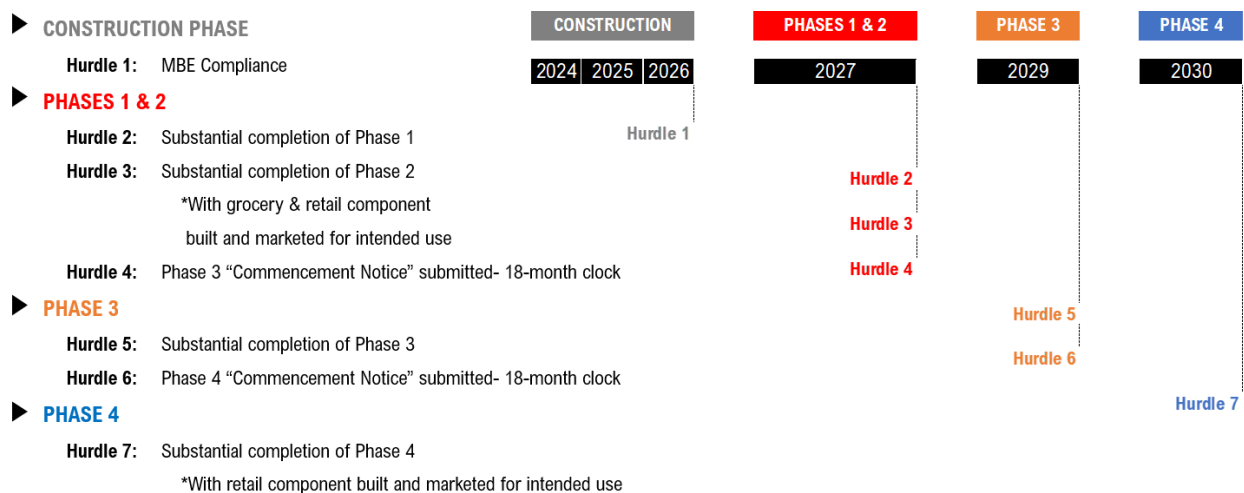 CONSTRUCTION PHASE
Hurdle 1: MBE Compliance
PHASES 1 & 2
Hurdle 2: Substantial completion of Phase 1
Hurdle 3: Substantial completion of Phase 2
*With grocery & retail component
built and marketed for intended use
Hurdle 4: Phase 3 “Commencement Notice” submitted- 18-month clock
PHASE 3
Hurdle 5: Substantial completion of Phase 3
Hurdle 6: Phase 4 “Commencement Notice” submitted- 18-month clock
PHASE 4
Hurdle 7: Substantial completion of Phase 4
*With retail component built and marketed for intended use
CONSTRUCTION PHASES 1 & 2 PHASE 3 PHASE 4
2024 2025 2026 2027 2029 2030
Hurdle 1
Hurdle 2
Hurdle 3
Hurdle 4
Hurdle 5
Hurdle 6
Hurdle 7